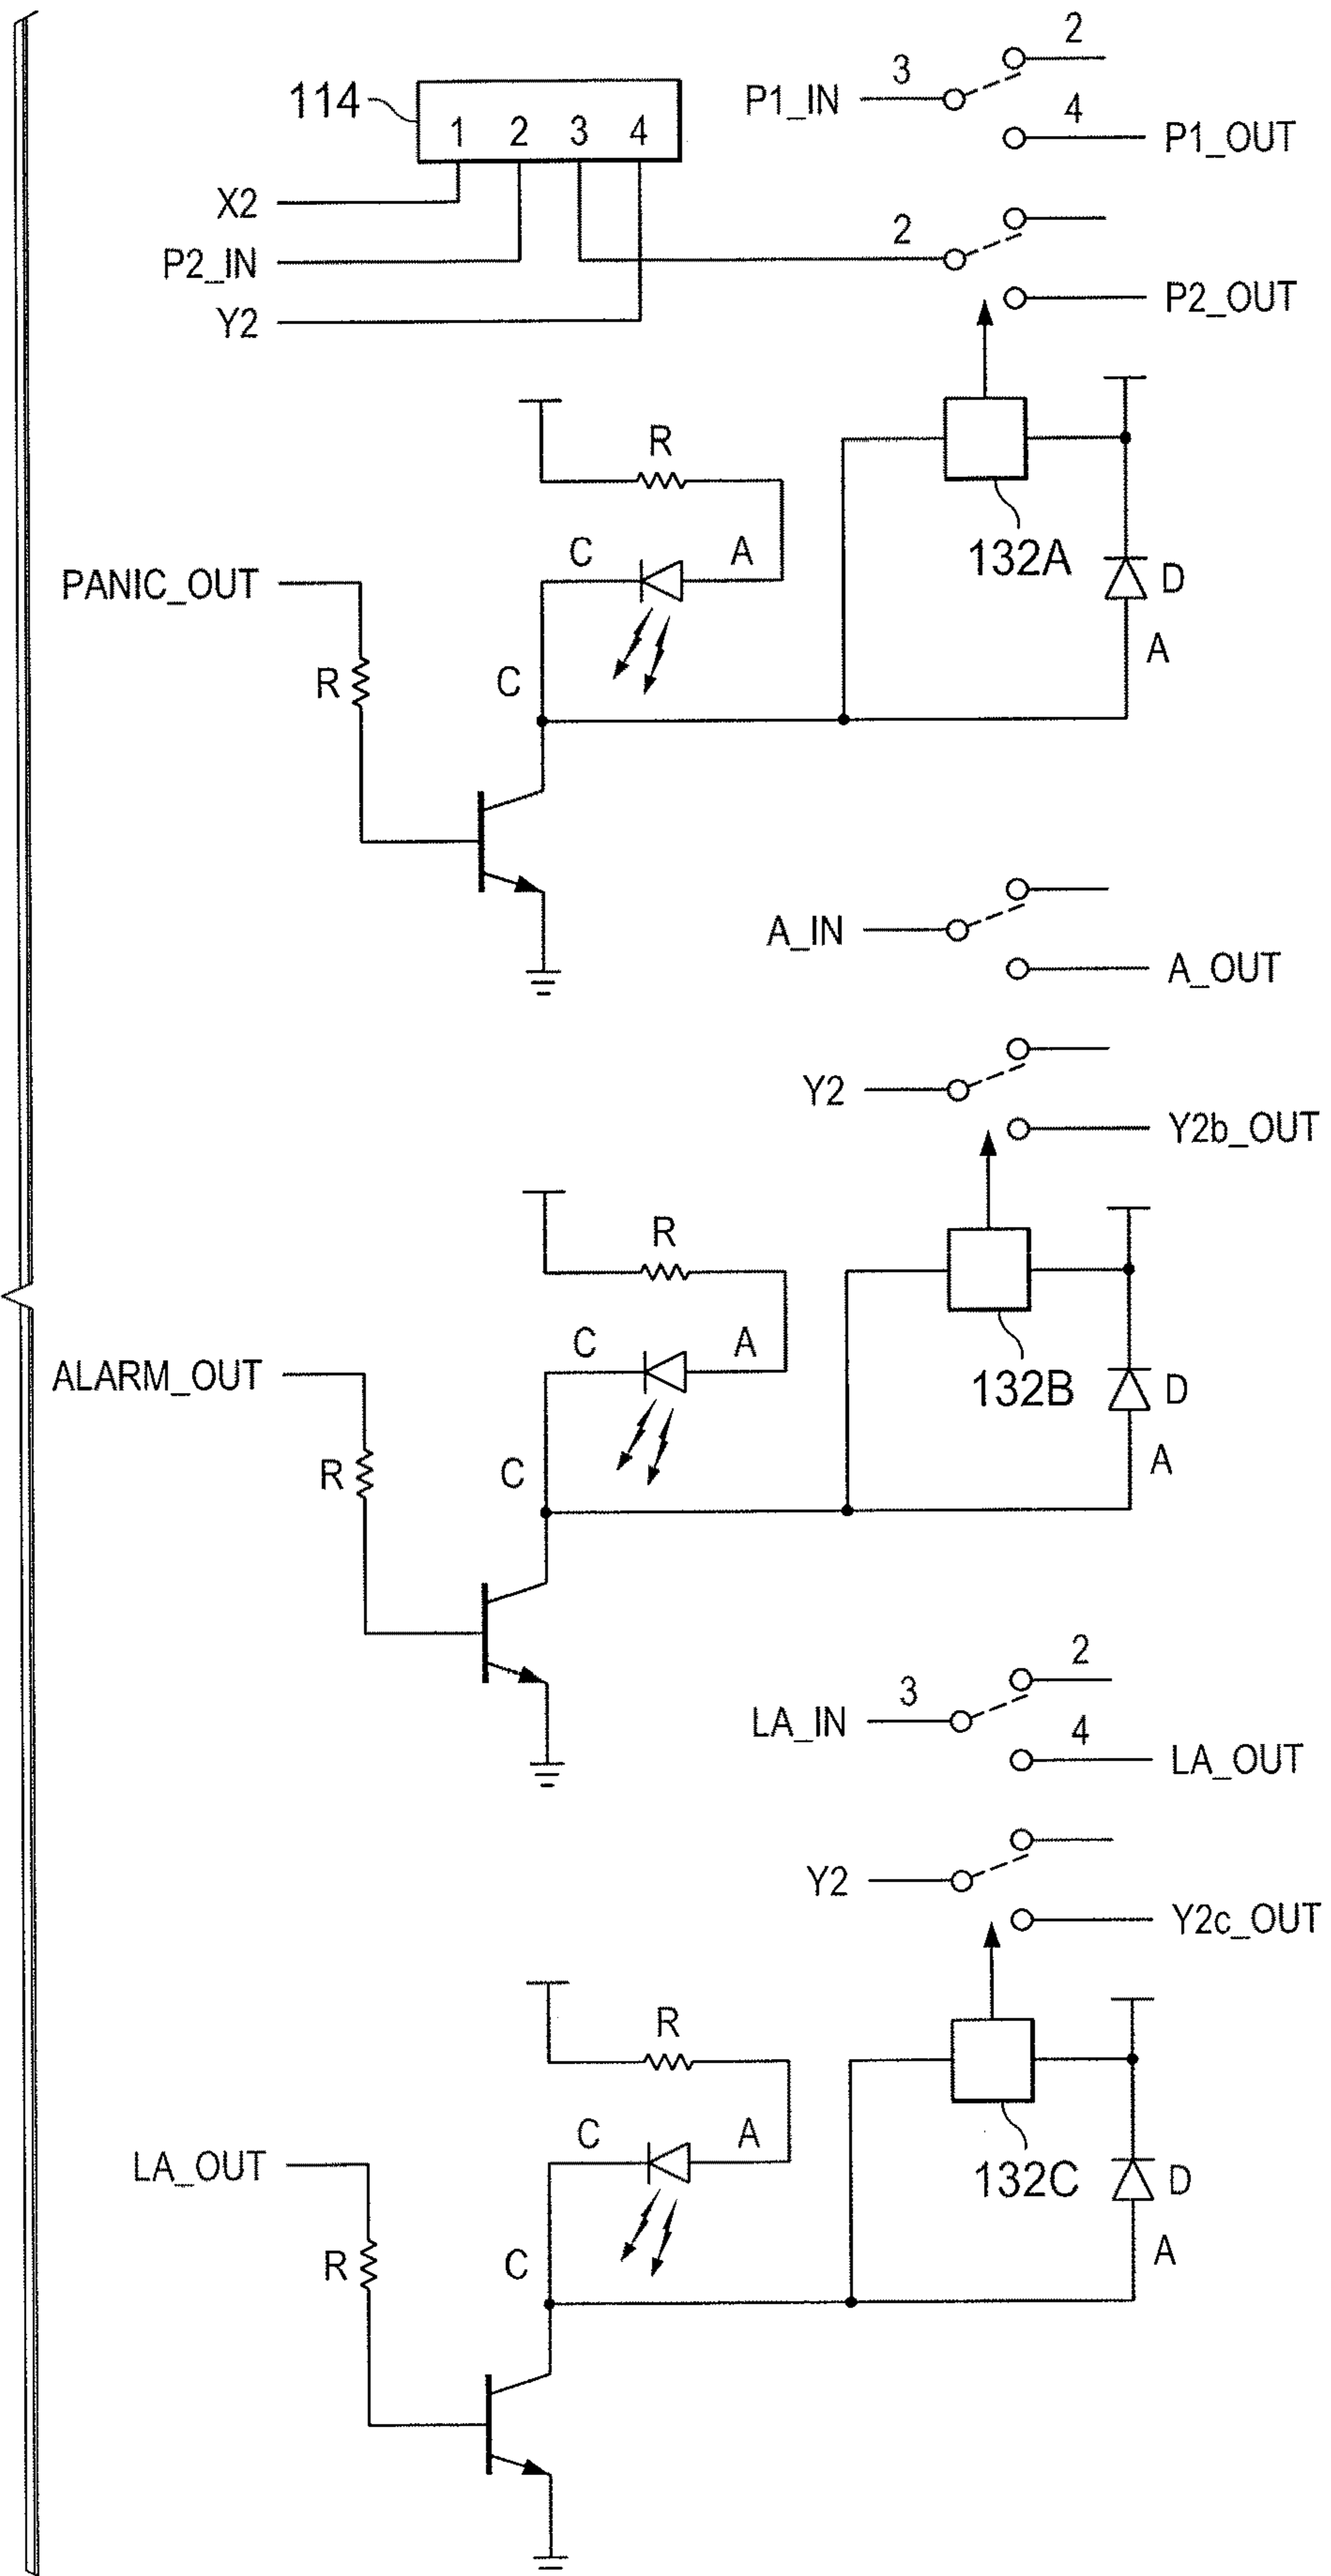 2
3
P1_IN
4
P1_OUT
114
1 2 3 4
X2
P2_IN
2
Y2
P2_OUT
R
132A
C A
D
PANIC_OUT
A
R
C
A_IN
A_OUT
Y2
Y2b_OUT
R
132B
C A
D
ALARM_OUT
A
R
C
2
3
LA_IN
4
LA_OUT
Y2
Y2c_OUT
R
132C
C A
D
LA_OUT
A
R
C